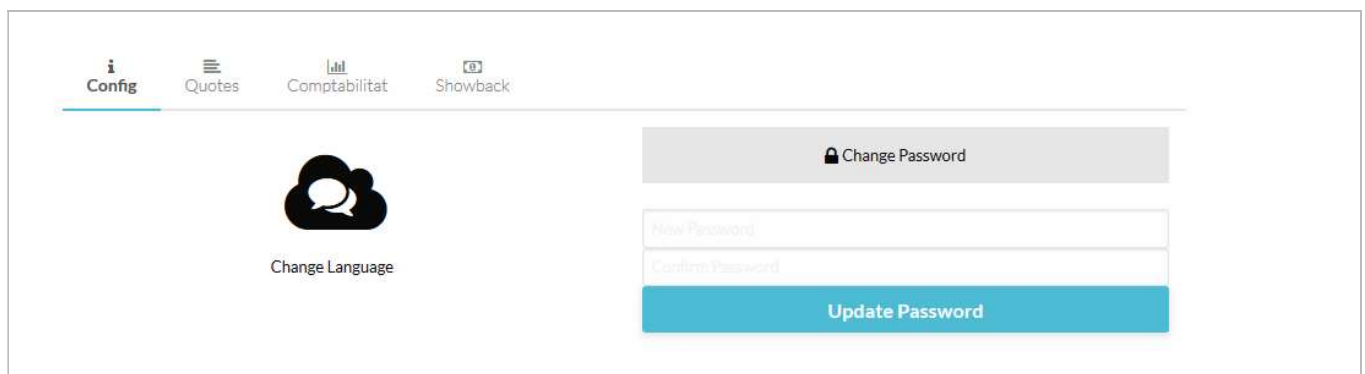 Config
Quotes
Comptabilitat
Showback
Change Password
New Password
Confirm Password
Change Language
Update Password